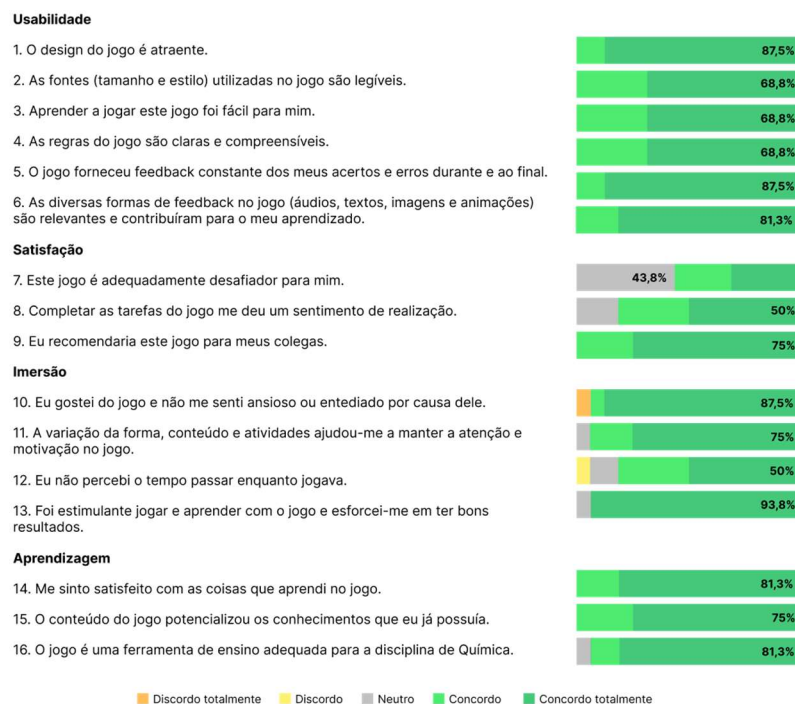 Usabilidade
1. O design do jogo é atraente.
87,5%
2. As fontes (tamanho e estilo) utilizadas no jogo são legíveis.
68,8%
3. Aprender a jogar este jogo foi fácil para mim.
68,8%
4. As regras do jogo são claras e compreensíveis.
68,8%
5. O jogo forneceu feedback constante dos meus acertos e erros durante e ao final.
87,5%
6. As diversas formas de feedback no jogo (áudios, textos, imagens e animações)
são relevantes e contribuíram para o meu aprendizado.
81,3%
Satisfação
7. Este jogo é adequadamente desafiador para mim.
43,8%
8. Completar as tarefas do jogo me deu um sentimento de realização.
50%
9. Eu recomendaria este jogo para meus colegas.
75%
Imersão
10. Eu gostei do jogo e não me senti ansioso ou entediado por causa dele.
87,5%
11. A variação da forma, conteúdo e atividades ajudou-me a manter a atenção e
motivação no jogo.
75%
12. Eu não percebi o tempo passar enquanto jogava.
50%
13. Foi estimulante jogar e aprender com o jogo e esforcei-me em ter bons
resultados.
93,8%
Aprendizagem
14. Me sinto satisfeito com as coisas que aprendi no jogo.
81,3%
15. O conteúdo do jogo potencializou os conhecimentos que eu já possuía.
75%
16. O jogo é uma ferramenta de ensino adequada para a disciplina de Química.
81,3%
Discordo totalmente
Discordo
Neutro
Concordo
Concordo totalmente